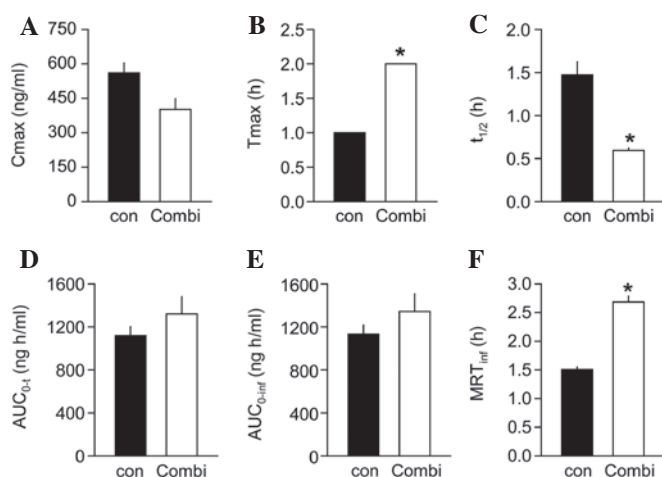 A
Cmax (ng/ml)
750
600
450
300
150
0
con Combi
B
Tmax (h)
2.5
2.0
1.5
1.0
0.5
0.0
*
con Combi
C
t1/2 (h)
2.0
1.5
1.0
0.5
0.0
*
con Combi
D
AUC0-t (ng h/ml)
1600
1200
800
400
0
con Combi
E
AUC0-inf (ng h/ml)
1600
1200
800
400
0
con Combi
F
MRTinf (h)
3.0
2.5
2.0
1.5
1.0
0.5
0.0
*
con Combi